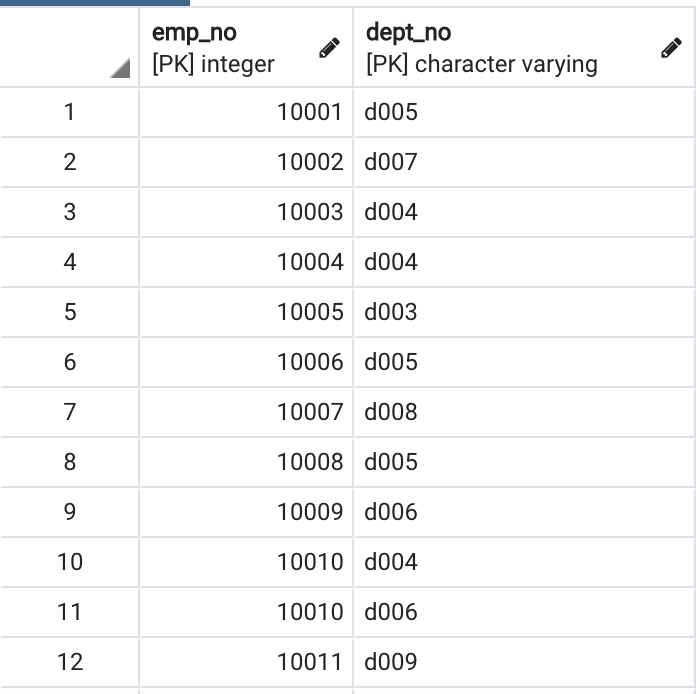 emp_no dept_no
[PK] integer [PK] character varying
1 10001 d005
2 10002 d007
3 10003 d004
4 10004 d004
5 10005 d003
6 10006 d005
7 10007 d008
8 10008 d005
9 10009 d006
10 10010 d004
11 10010 d006
12 10011 d009